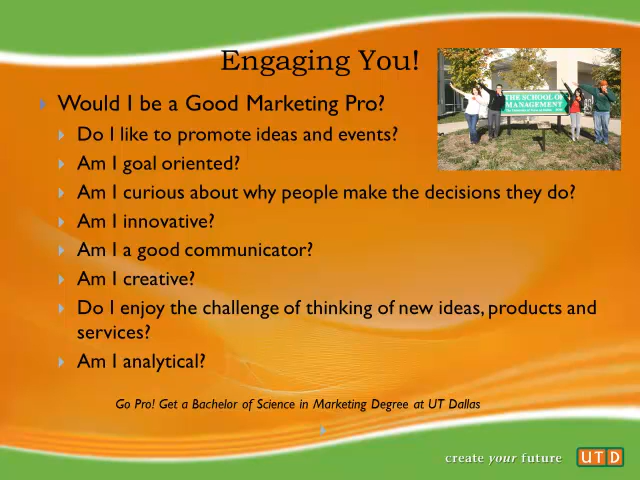 Engaging You!
THE SCHOOL OF
MANAGEMENT
Would I be a Good Marketing Pro?
Do I like to promote ideas and events?
Am I goal oriented?
Am I curious about why people make the decisions they do?
Am I innovative?
Am I a good communicator?
Am I creative?
Do I enjoy the challenge of thinking of new ideas, products and
services?
Am I analytical?
Go Pro! Get a Bachelor of Science in Marketing Degree at UT Dallas
create your future
UTD